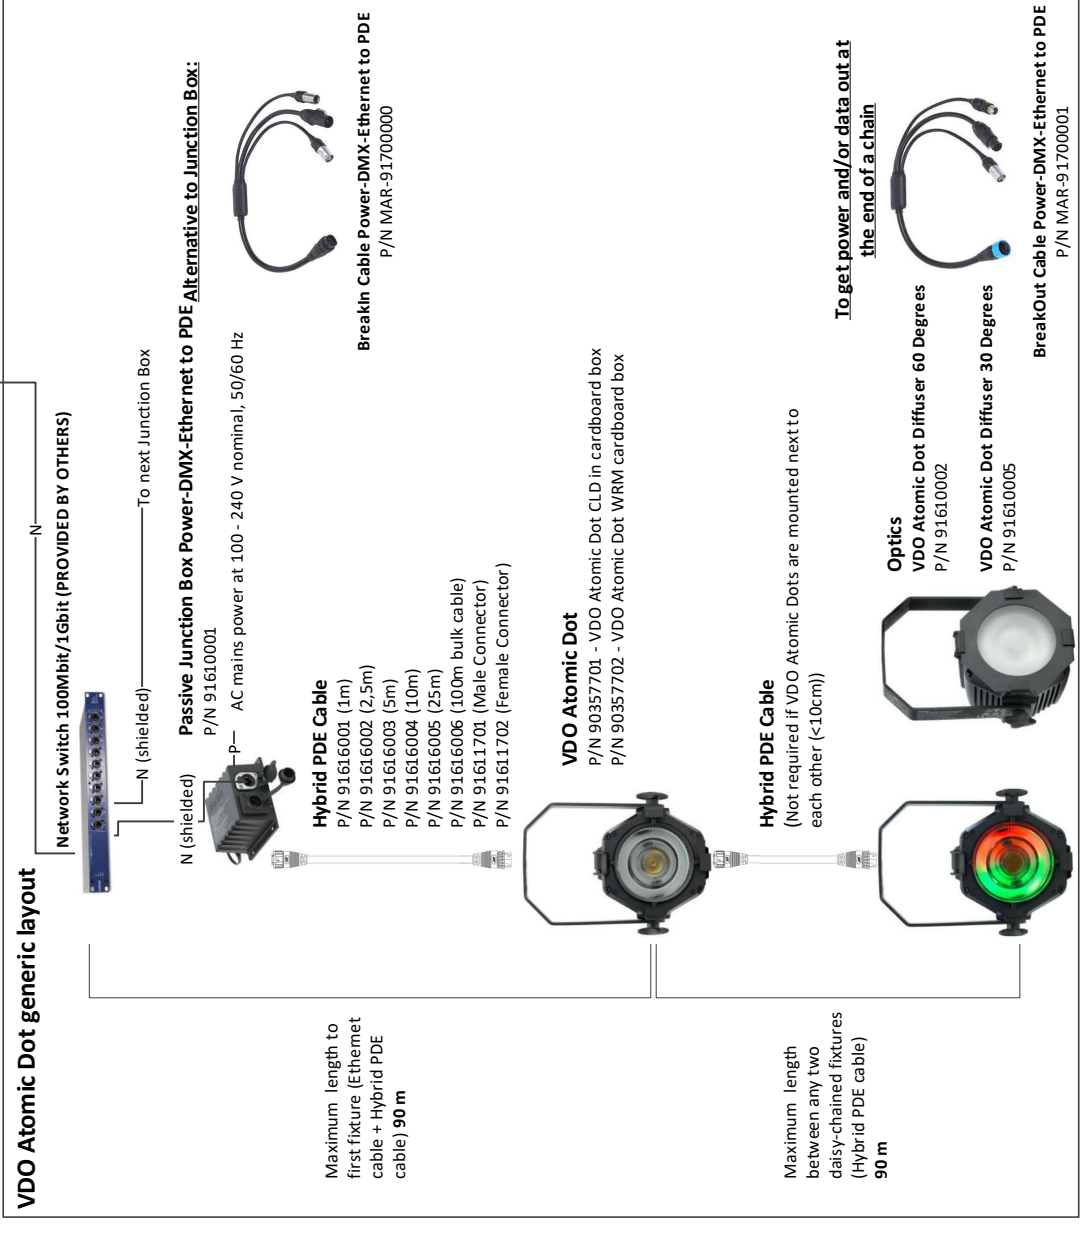 VDO Atomic Dot generic layout
N
Network Switch 100Mbit/1Gbit (PROVIDED BY OTHERS)
N (shielded)
To next Junction Box
N (shielded)
Passive Junction Box Power-DMX-Ethernet to PDE
P/N 91610001
P
AC mains power at 100 - 240 V nominal, 50/60 Hz
Alternative to Junction Box:
BreakIn Cable Power-DMX-Ethernet to PDE
P/N MAR-91700000
Hybrid PDE Cable
P/N 91616001 (1m)
P/N 91616002 (2,5m)
P/N 91616003 (5m)
P/N 91616004 (10m)
P/N 91616005 (25m)
P/N 91616006 (100m bulk cable)
P/N 91611701 (Male Connector)
P/N 91611702 (Female Connector)
Maximum length to
first fixture (Ethernet
cable + Hybrid PDE
cable) 90 m
VDO Atomic Dot
P/N 90357701 - VDO Atomic Dot CLD in cardboard box
P/N 90357702 - VDO Atomic Dot WRM cardboard box
Hybrid PDE Cable
(Not required if VDO Atomic Dots are mounted next to
each other (<10cm))
Maximum length
between any two
daisy-chained fixtures
(Hybrid PDE cable)
90 m
Optics
VDO Atomic Dot Diffuser 60 Degrees
P/N 91610002
VDO Atomic Dot Diffuser 30 Degrees
P/N 91610005
To get power and/or data out at
the end of a chain
BreakOut Cable Power-DMX-Ethernet to PDE
P/N MAR-91700001